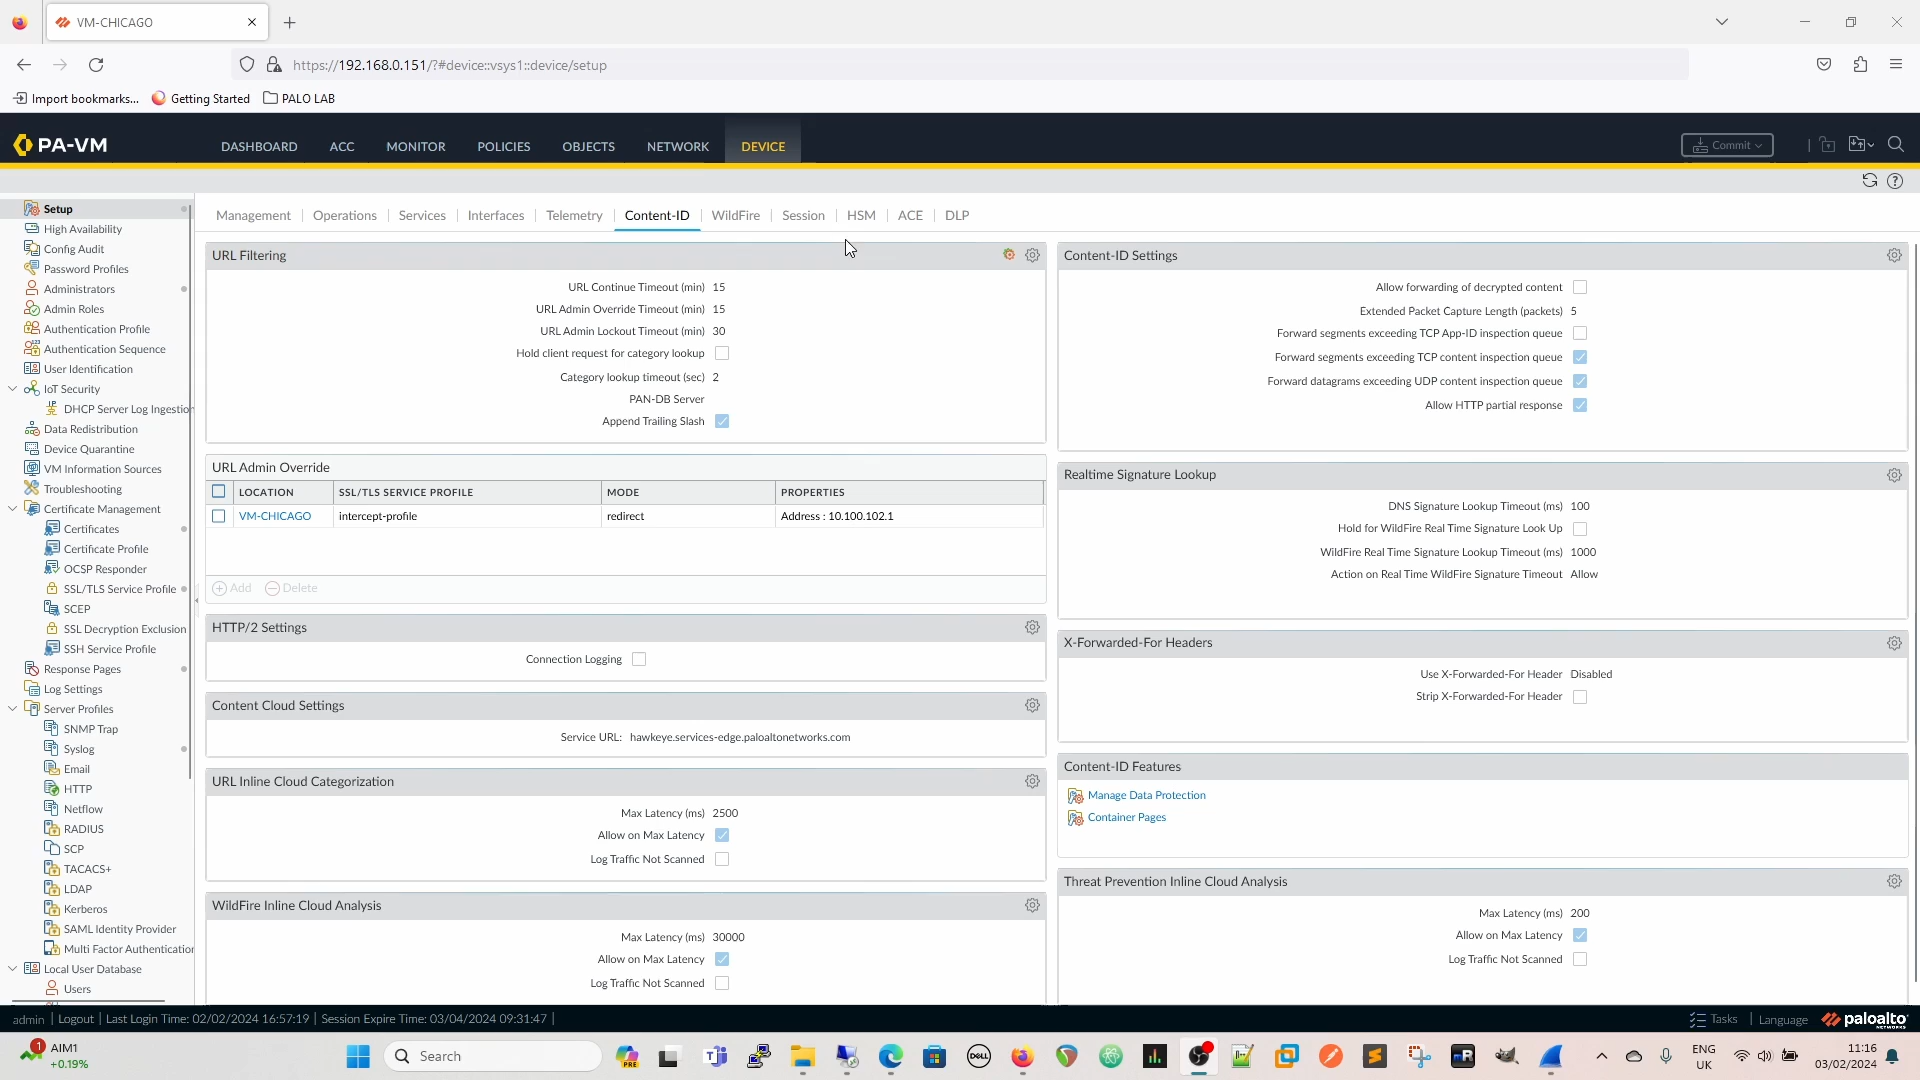 VM-CHICAGO
https://192.168.0.151/?#device::vsys1::device/setup
Import bookmarks... Getting Started PALO LAB
PA-VM DASHBOARD ACC MONITOR POLICIES OBJECTS NETWORK DEVICE Commit
Setup
High Availability
Config Audit
Password Profiles
Administrators
Admin Roles
Authentication Profile
Authentication Sequence
User Identification
IoT Security
DHCP Server Log Ingestion
Data Redistribution
Device Quarantine
VM Information Sources
Troubleshooting
Certificate Management
Certificates
Certificate Profile
OCSP Responder
SSL/TLS Service Profile
SCEP
SSL Decryption Exclusion
SSH Service Profile
Response Pages
Log Settings
Server Profiles
SNMP Trap
Syslog
Email
HTTP
Netflow
RADIUS
SCP
TACACS+
LDAP
Kerberos
SAML Identity Provider
Multi Factor Authentication
Local User Database
Users
Management Operations Services Interfaces Telemetry Content-ID WildFire Session HSM ACE DLP
URL Filtering
URL Continue Timeout (min) 15
URL Admin Override Timeout (min) 15
URL Admin Lockout Timeout (min) 30
Hold client request for category lookup
Category lookup timeout (sec) 2
PAN-DB Server
Append Trailing Slash
URL Admin Override
LOCATION SSL/TLS SERVICE PROFILE MODE PROPERTIES
VM-CHICAGO intercept-profile redirect Address : 10.100.102.1
Add Delete
HTTP/2 Settings
Connection Logging
Content Cloud Settings
Service URL: hawkeye.services-edge.paloaltonetworks.com
URL Inline Cloud Categorization
Max Latency (ms) 2500
Allow on Max Latency
Log Traffic Not Scanned
WildFire Inline Cloud Analysis
Max Latency (ms) 30000
Allow on Max Latency
Log Traffic Not Scanned
Content-ID Settings
Allow forwarding of decrypted content
Extended Packet Capture Length (packets) 5
Forward segments exceeding TCP App-ID inspection queue
Forward segments exceeding TCP content inspection queue
Forward datagrams exceeding UDP content inspection queue
Allow HTTP partial response
Realtime Signature Lookup
DNS Signature Lookup Timeout (ms) 100
Hold for WildFire Real Time Signature Look Up
WildFire Real Time Signature Lookup Timeout (ms) 1000
Action on Real Time WildFire Signature Timeout Allow
X-Forwarded-For Headers
Use X-Forwarded-For Header Disabled
Strip X-Forwarded-For Header
Content-ID Features
Manage Data Protection
Container Pages
Threat Prevention Inline Cloud Analysis
Max Latency (ms) 200
Allow on Max Latency
Log Traffic Not Scanned
admin | Logout | Last Login Time: 02/02/2024 16:57:19 | Session Expire Time: 03/04/2024 09:31:47 | Tasks | Language paloalto NETWORKS
1 AIM1
+0.19%
Search
PRE
DELL
ENG
UK
11:16
03/02/2024